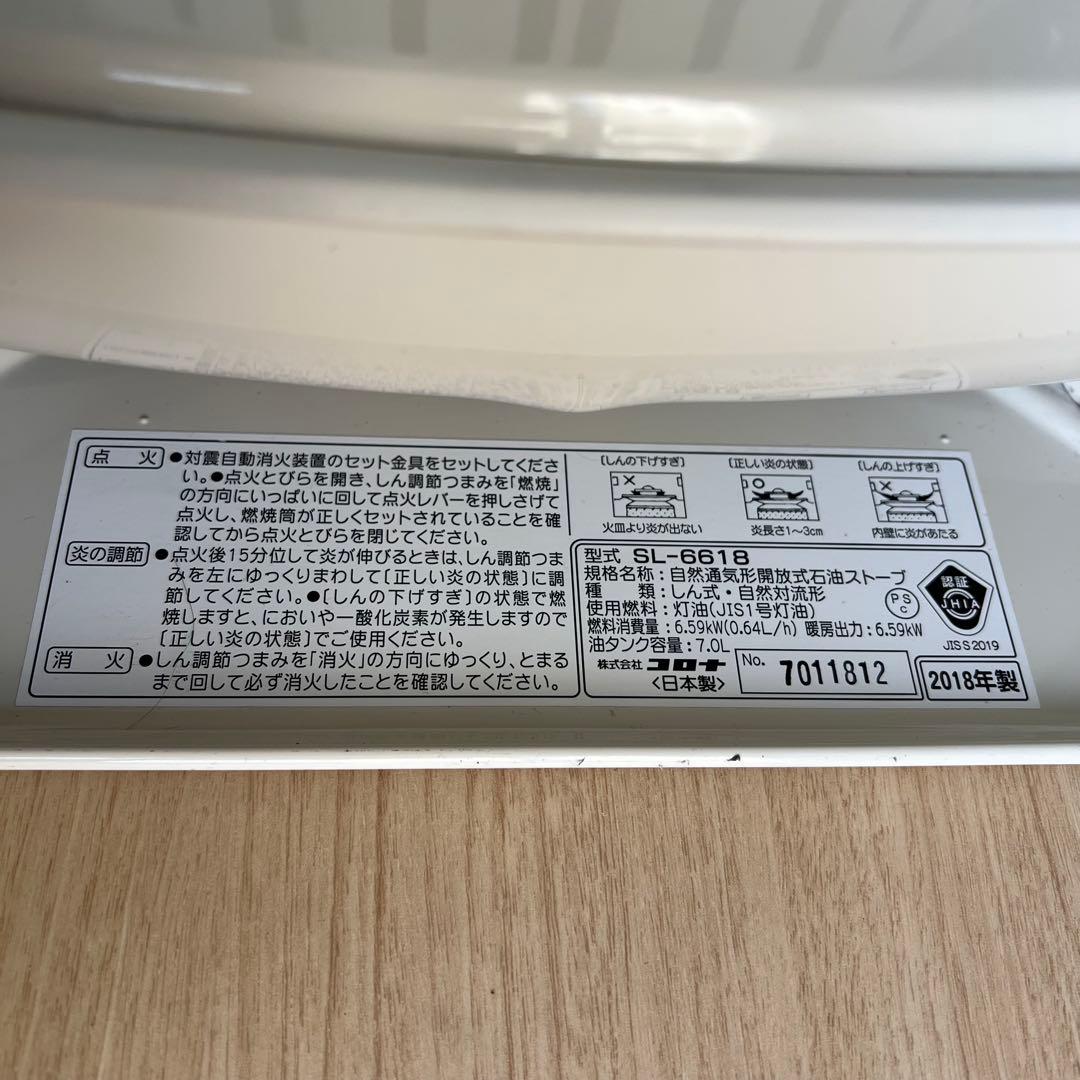 点火
●対震自動消火装置のセット金具をセットしてくださ
い。●点火とびらを開き、しん調節つまみを「燃焼」
の方向にいっぱいに回して点火レバーを押しさげて
点火し、燃焼筒が正しくセットされていることを確
認してから点火とびらを閉じてください。
炎の調節
●点火後15分位して炎が伸びるときは、しん調節つま
みを左にゆっくりまわして〔正しい炎の状態〕に調
節してください。●〔しんの下げすぎ〕の状態で燃
焼しますと、においや一酸化炭素が発生しますので
〔正しい炎の状態〕でご使用ください。
消火
●しん調節つまみを「消火」の方向にゆっくり、とまる
まで回して必ず消火したことを確認してください。
〔しんの下げすぎ〕
火皿より炎が出ない
〔正しい炎の状態〕
炎長さ1〜3cm
〔しんの上げすぎ〕
内壁に炎があたる
型式 SL-6618
規格名称：自然通気形開放式石油ストーブ
種類：しん式・自然対流形
使用燃料：灯油(JIS1号灯油)
燃料消費量：6.59kW(0.64L/h) 暖房出力：6.59kW
油タンク容量：7.0L
株式会社 コロナ
〈日本製〉
No. 7011812
2018年製
PSC
認証
JHIA
JIS S 2019